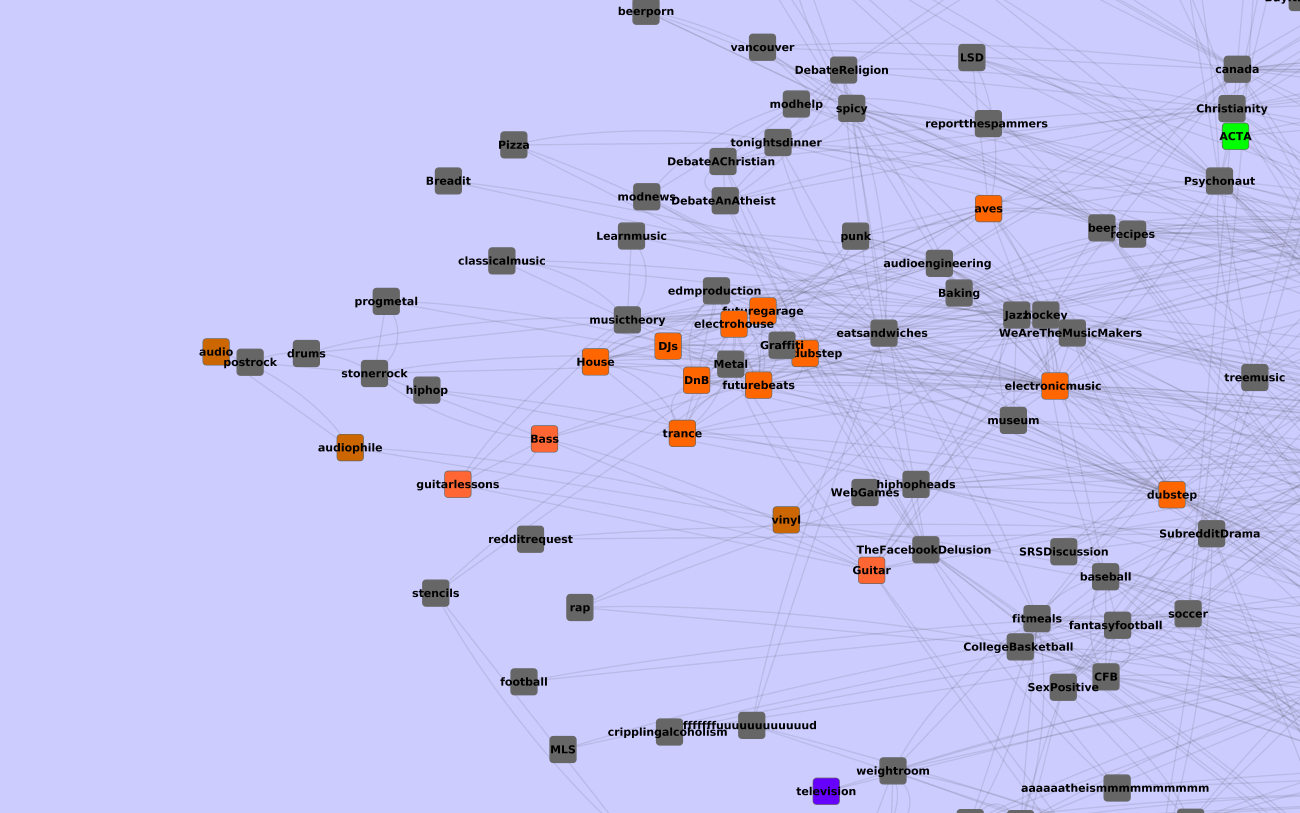 beerporn
vancouver
DebateReligion
LSD
canada
modhelp
spicy
Christianity
reportthespammers
ACTA
Pizza
tonightsdinner
DebateAChristian
Breadit
Psychonaut
modnews
DebateAnAtheist
aves
Learnmusic
punk
beer
recipes
classicalmusic
audioengineering
edmproduction
Baking
progmetal
futuregarage
musictheory
electrohouse
Jazz
hockey
eatsandwiches
WeAreTheMusicMakers
DJs
Graffiti
audio
postrock
drums
dubstep
House
Metal
stonerrock
DnB
futurebeats
electronicmusic
treemusic
hiphop
museum
trance
Bass
audiophile
guitarlessons
hiphopheads
WebGames
dubstep
vinyl
SubredditDrama
redditrequest
TheFacebookDelusion
SRSDiscussion
Guitar
baseball
stencils
rap
fitmeals
soccer
fantasyfootball
CollegeBasketball
football
CFB
SexPositive
cripplingalcoholism
MLS
weightroom
television